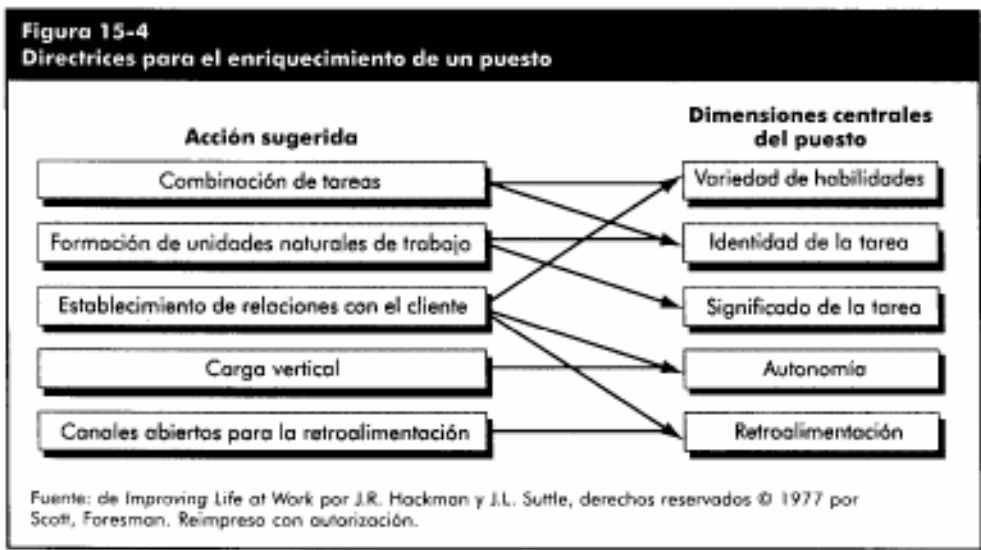 Figura 15-4
Directrices para el enriquecimiento de un puesto
Acción sugerida
Dimensiones centrales
del puesto
Combinación de tareas
Variedad de habilidades
Formación de unidades naturales de trabajo
Identidad de la tarea
Establecimiento de relaciones con el cliente
Significado de la tarea
Carga vertical
Autonomía
Canales abiertos para la retroalimentación
Retroalimentación
Fuente: de Improving Life at Work por J.R. Hackman y J.L. Suttle, derechos reservados © 1977 por
Scott, Foresman. Reimpreso con autorización.